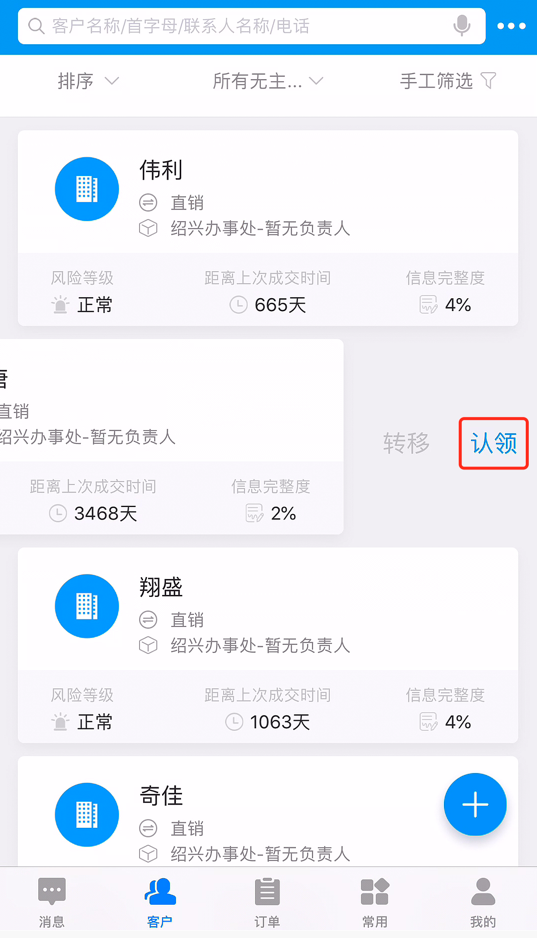 客户名称/首字母/联系人名称/电话
排序 所有无主... 手工筛选
伟利
直销
绍兴办事处-暂无负责人
风险等级 距离上次成交时间 信息完整度
正常 665天 4%
直销
绍兴办事处-暂无负责人
转移 认领
距离上次成交时间 信息完整度
3468天 2%
翔盛
直销
绍兴办事处-暂无负责人
风险等级 距离上次成交时间 信息完整度
正常 1063天 4%
奇佳
直销
绍兴办事处-暂无负责人
消息 客户 订单 常用 我的